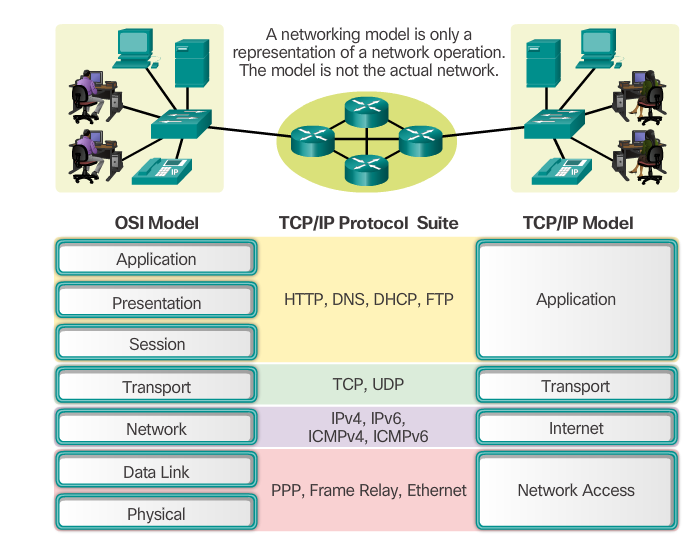 A networking model is only a
representation of a network operation.
The model is not the actual network.
IP
IP
OSI Model
TCP/IP Protocol Suite
TCP/IP Model
Application
Presentation
Session
HTTP, DNS, DHCP, FTP
Application
Transport
TCP, UDP
Transport
Network
IPv4, IPv6,
ICMPv4, ICMPv6
Internet
Data Link
Physical
PPP, Frame Relay, Ethernet
Network Access